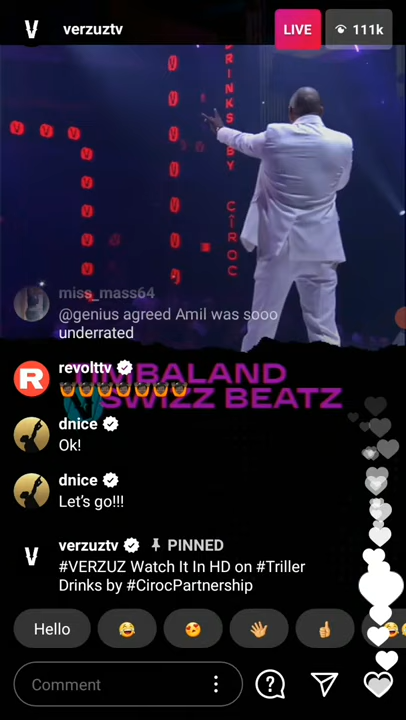 verzuztv
LIVE
111k
DRINKS BY CÎROC
miss_mass64
@genius agreed Amil was sooo
underrated
revolttv
TIMBALAND
SWIZZ BEATZ
dnice
Ok!
dnice
Let's go!!!
verzuztv PINNED
#VERZUZ Watch It In HD on #Triller
Drinks by #CirocPartnership
Hello
Comment